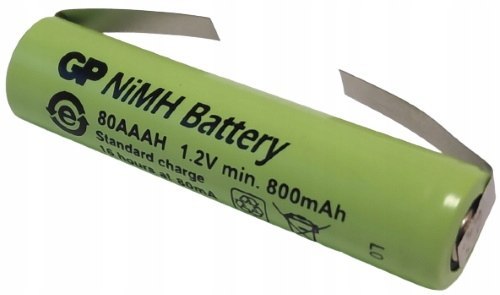 GP NiMH Battery
80AAAH 1.2V min. 800mAh
Standard charge
16 hours at 80mA